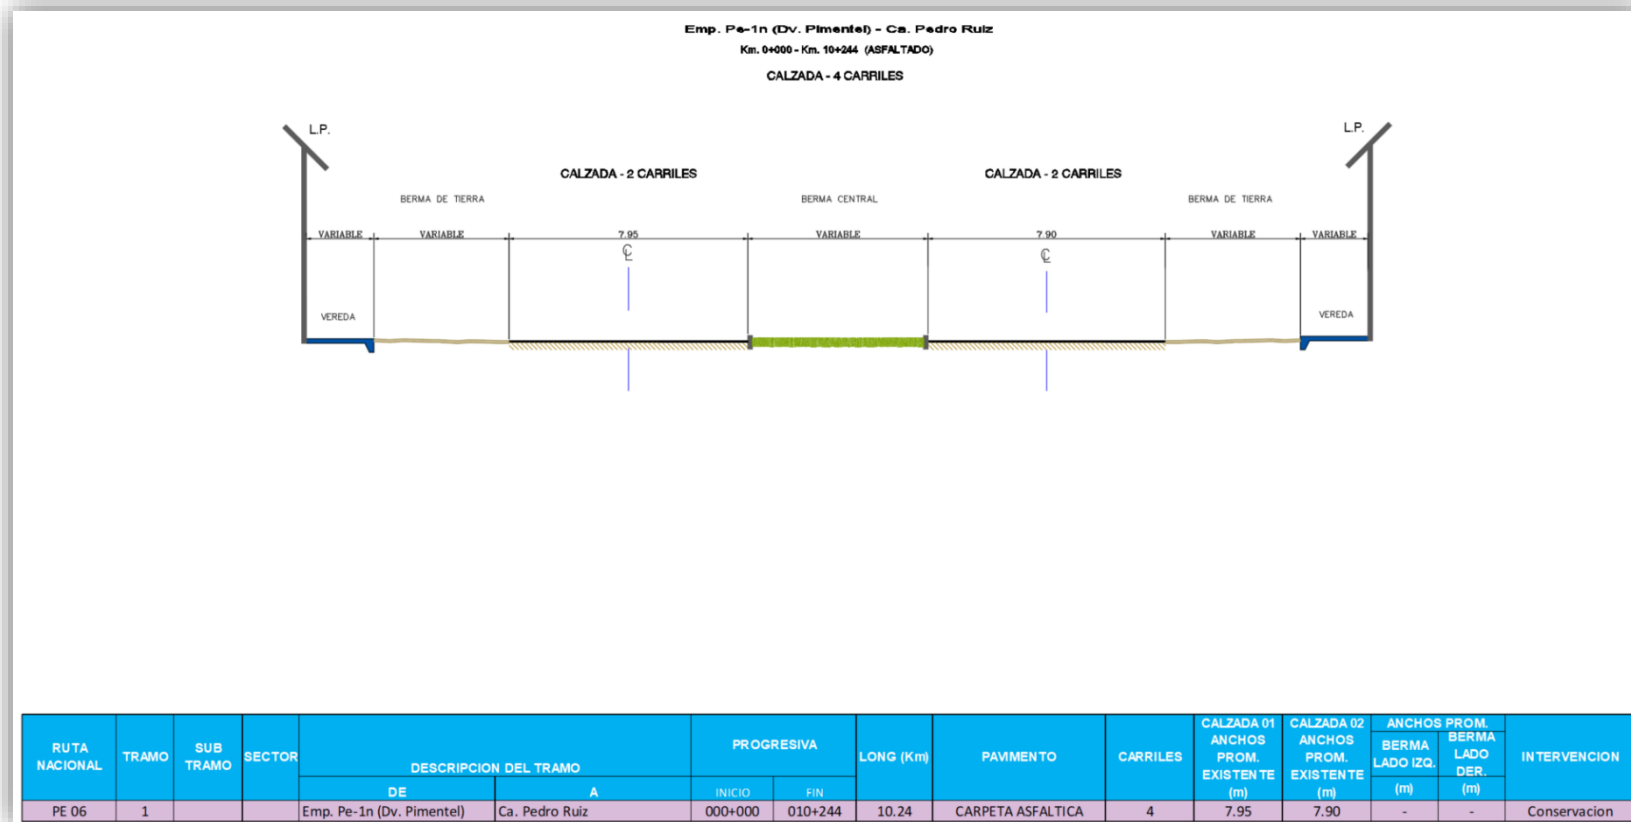 Emp. Pe-1n (Dv. Pimentel) - Ca. Pedro Ruiz
Km. 0+000 - Km. 10+244 (ASFALTADO)
CALZADA - 4 CARRILES
L.P. L.P.
CALZADA - 2 CARRILES CALZADA - 2 CARRILES
BERMA DE TIERRA BERMA CENTRAL BERMA DE TIERRA
VARIABLE VARIABLE 7.95 VARIABLE 7.90 VARIABLE VARIABLE
VEREDA VEREDA
RUTA NACIONAL
TRAMO
SUB TRAMO
SECTOR
DESCRIPCION DEL TRAMO
DE A
PROGRESIVA
INICIO FIN
LONG (Km)
PAVIMENTO
CARRILES
CALZADA 01 ANCHOS PROM. EXISTENTE (m)
CALZADA 02 ANCHOS PROM. EXISTENTE (m)
ANCHOS PROM.
BERMA LADO IZQ. (m)
BERMA LADO DER. (m)
INTERVENCION
PE 06 1 Emp. Pe-1n (Dv. Pimentel) Ca. Pedro Ruiz 000+000 010+244 10.24 CARPETA ASFALTICA 4 7.95 7.90 - - Conservacion